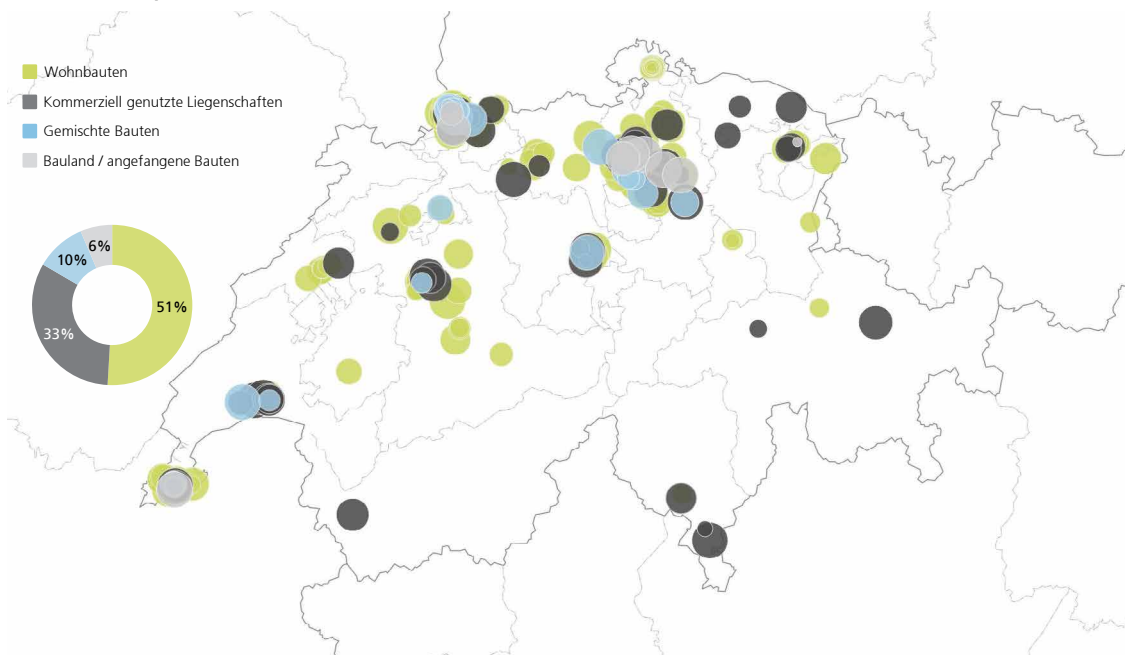 Wohnbauten
Kommerziell genutzte Liegenschaften
Gemischte Bauten
Bauland / angefangene Bauten
6%
10%
51%
33%